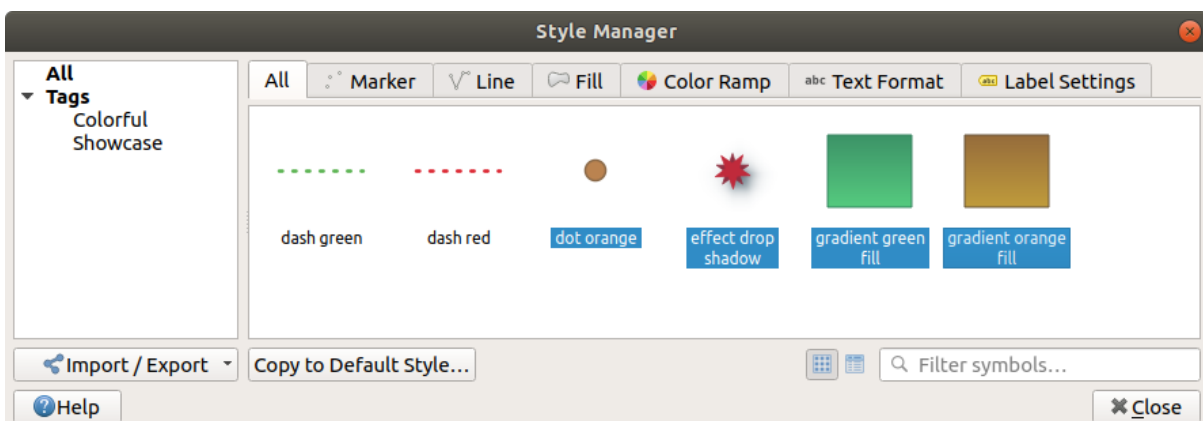 Style Manager
All
Tags
Colorful
Showcase
All
Marker
Line
Fill
Color Ramp
abc Text Format
abc Label Settings
dash green
dash red
dot orange
effect drop
shadow
gradient green
fill
gradient orange
fill
Import / Export
Copy to Default Style...
Filter symbols...
Help
Close